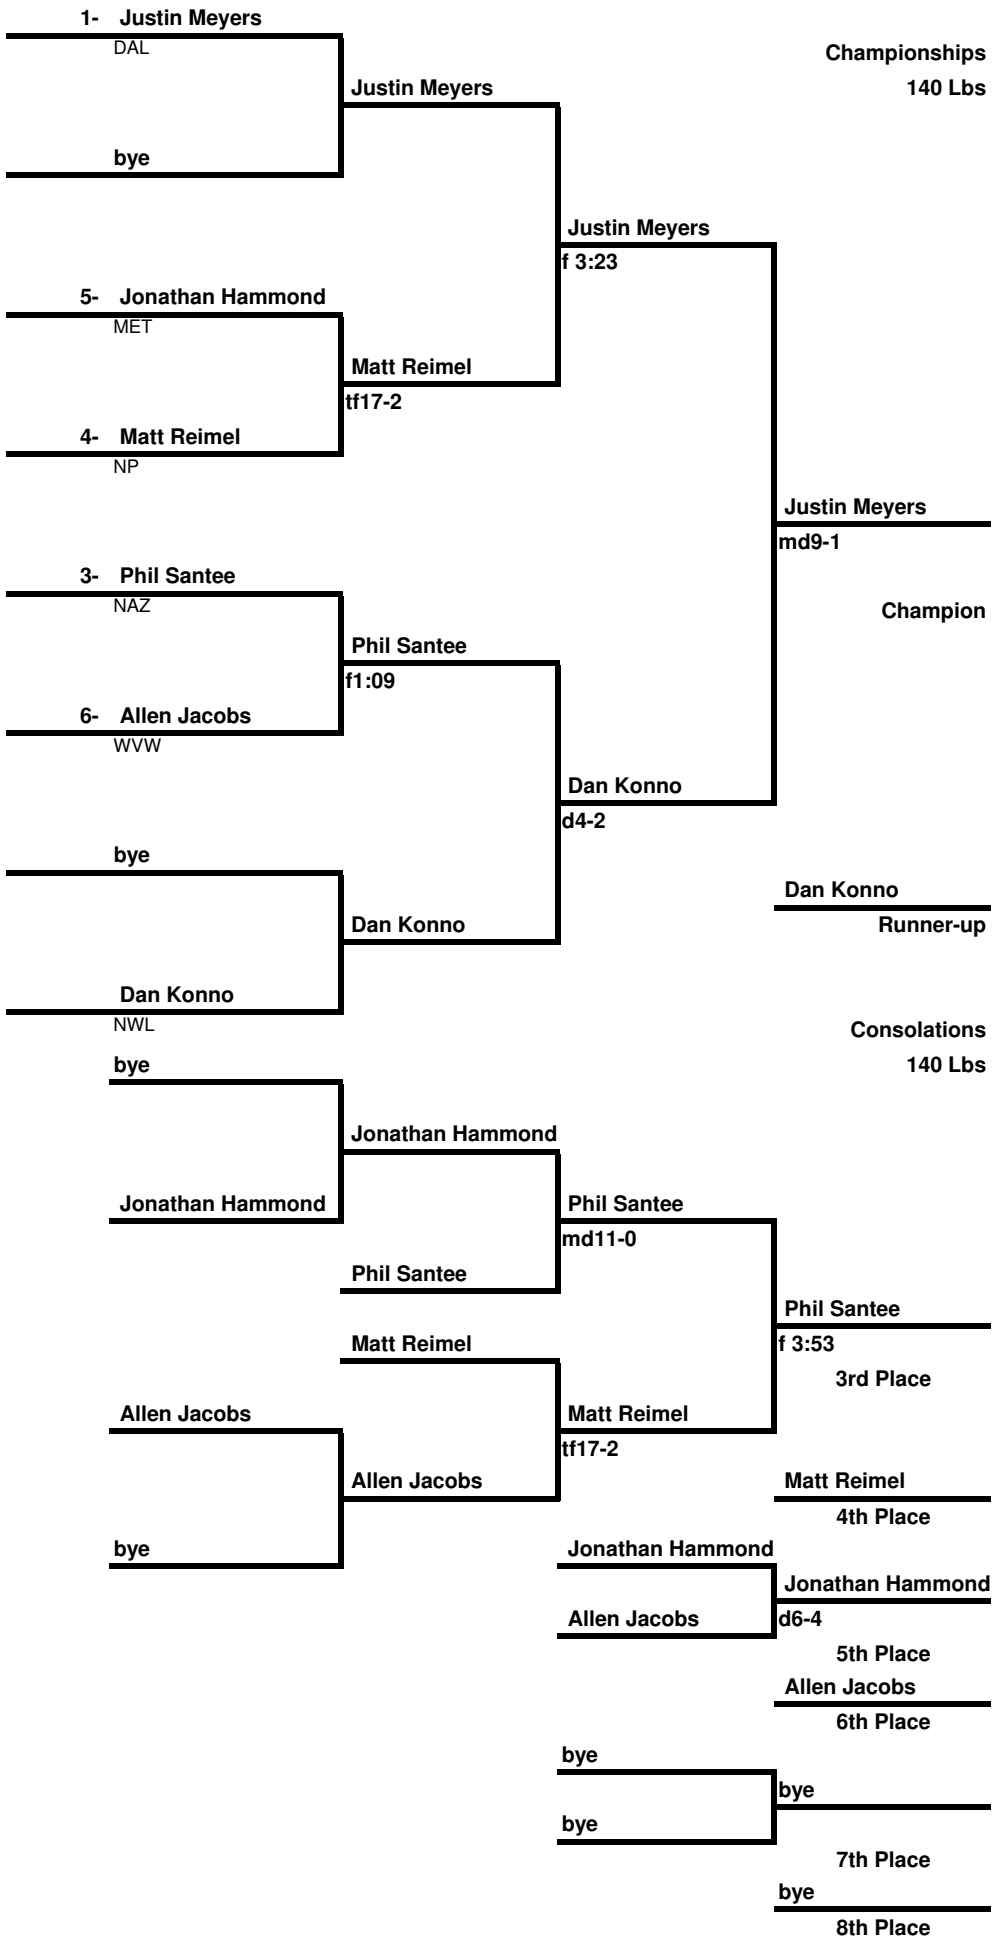 1- Justin Meyers
DAL
Championships
Justin Meyers
140 Lbs
bye
Justin Meyers
f 3:23
5- Jonathan Hammond
MET
Matt Reimel
tf17-2
4- Matt Reimel
NP
Justin Meyers
md9-1
3- Phil Santee
NAZ
Champion
Phil Santee
f1:09
6- Allen Jacobs
WVW
Dan Konno
d4-2
bye
Dan Konno
Runner-up
Dan Konno
Dan Konno
NWL
Consolations
140 Lbs
bye
Jonathan Hammond
Jonathan Hammond
Phil Santee
md11-0
Phil Santee
Phil Santee
f 3:53
3rd Place
Matt Reimel
Allen Jacobs
Matt Reimel
tf17-2
Allen Jacobs
Matt Reimel
4th Place
bye
Jonathan Hammond
Jonathan Hammond
d6-4
Allen Jacobs
5th Place
Allen Jacobs
6th Place
bye
bye
bye
7th Place
bye
8th Place